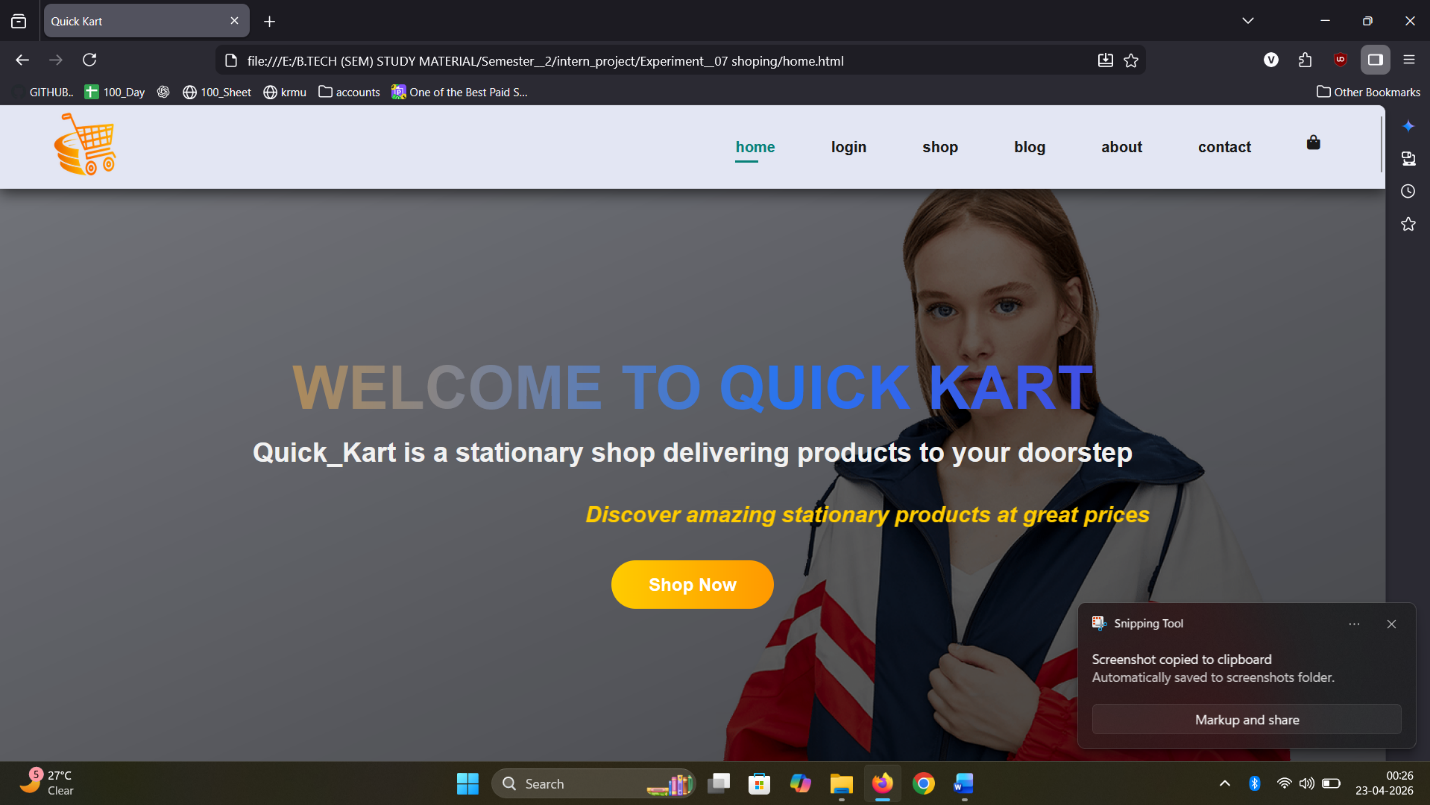 Quick Kart
file:///E:/B.TECH (SEM) STUDY MATERIAL/Semester__2/intern_project/Experiment__07 shoping/home.html
V
UD
GITHUB..
100_Day
100_Sheet
krmu
accounts
One of the Best Paid S...
Other Bookmarks
home
login
shop
blog
about
contact
WELCOME TO QUICK KART
Quick_Kart is a stationary shop delivering products to your doorstep
Discover amazing stationary products at great prices
Shop Now
Snipping Tool
Screenshot copied to clipboard
Automatically saved to screenshots folder.
Markup and share
5
27°C
Clear
Search
W
00:26
23-04-2026